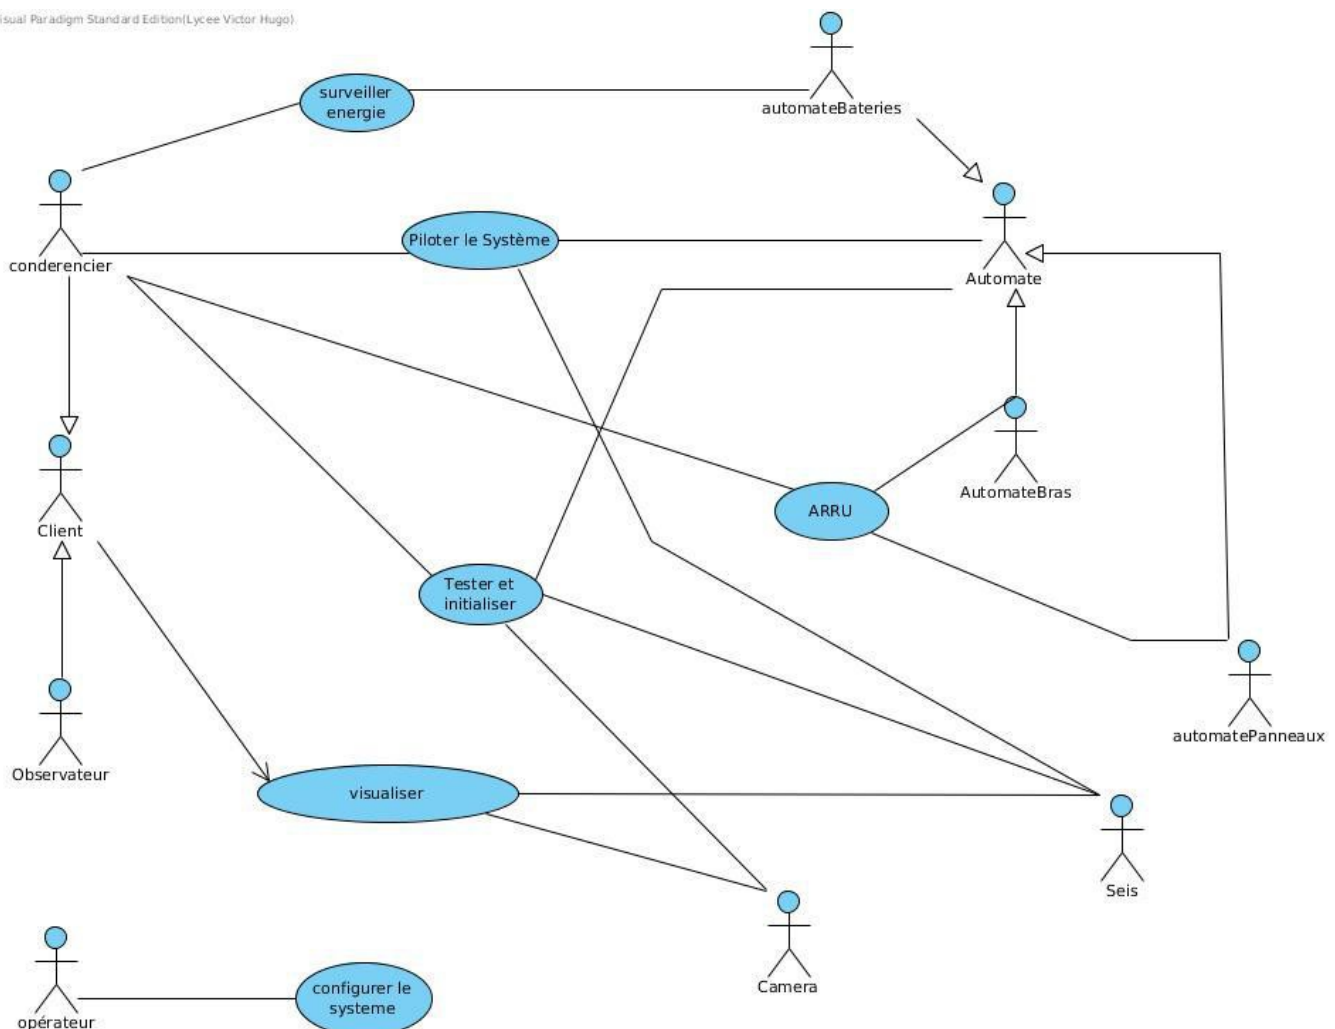 isual Paradigm Standard Edition(Lycee Victor Hugo)
surveiller
energie
automateBateries
conderencier
Piloter le Système
Automate
AutomateBras
ARRU
Client
Tester et
initialiser
automatePanneaux
Observateur
visualiser
Seis
Camera
opérateur
configurer le
systeme